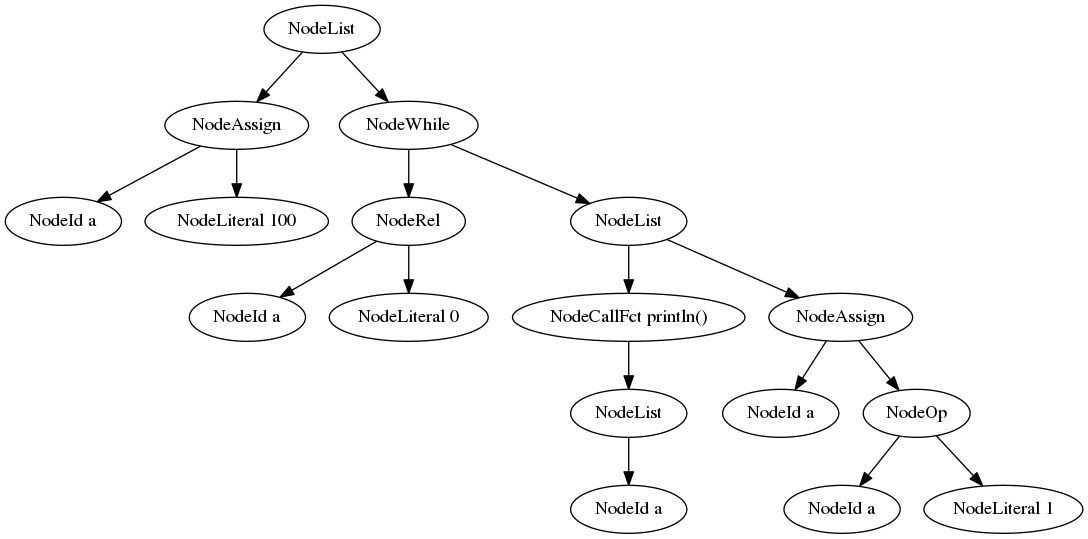 NodeList
NodeAssign
NodeWhile
NodeId a
NodeLiteral 100
NodeRel
NodeList
NodeId a
NodeLiteral 0
NodeCallFct println()
NodeAssign
NodeList
NodeId a
NodeOp
NodeId a
NodeId a
NodeLiteral 1